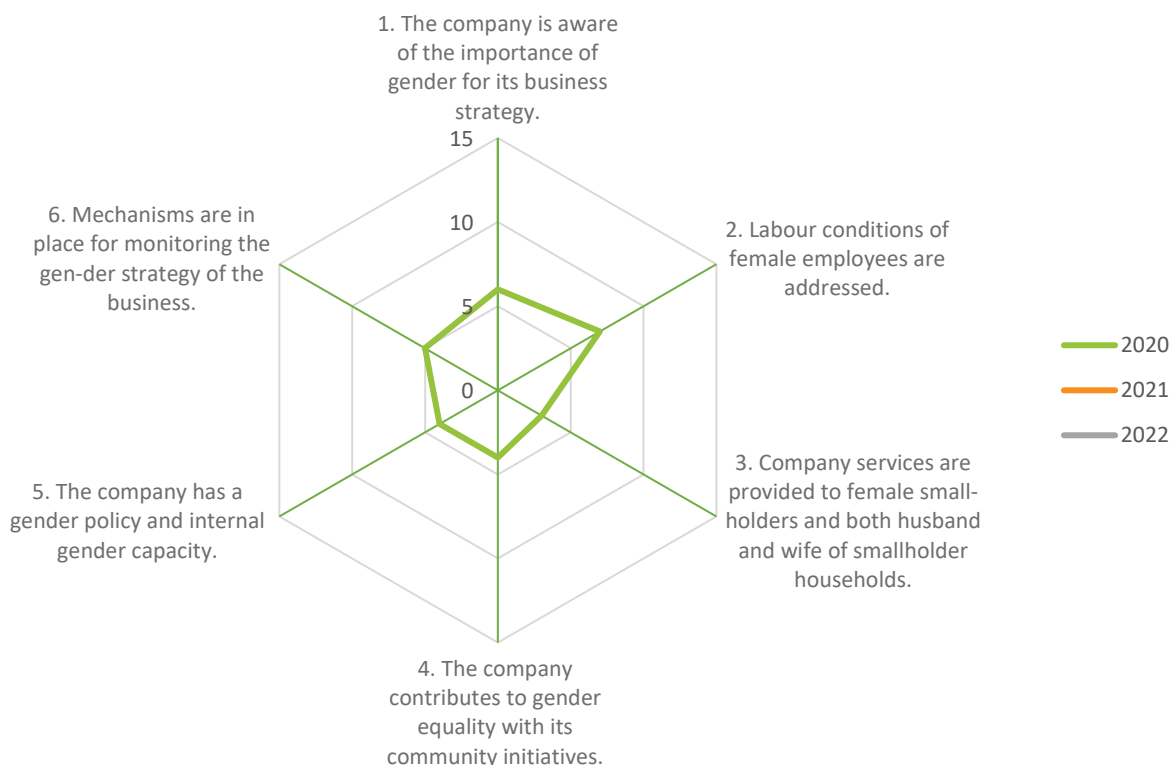 1. The company is aware
of the importance of
gender for its business
strategy.
15
10
5
0
2. Labour conditions of
female employees are
addressed.
3. Company services are
provided to female small-
holders and both husband
and wife of smallholder
households.
4. The company
contributes to gender
equality with its
community initiatives.
5. The company has a
gender policy and internal
gender capacity.
6. Mechanisms are in
place for monitoring the
gen-der strategy of the
business.
2020
2021
2022